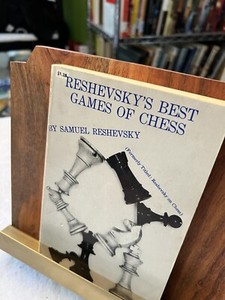 RESHEVSKY'S BEST
GAMES OF CHESS
BY SAMUEL RESHEVSKY
(Formerly Titled: Reshevsky on Chess)